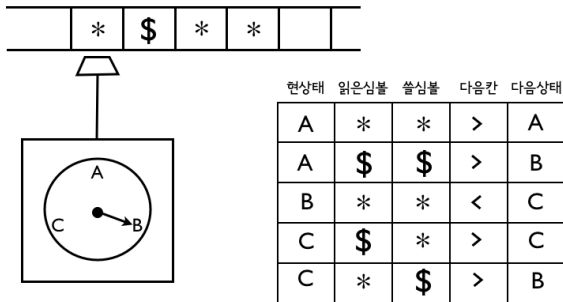 * $ * *
A
B
C
현상태 읽은심볼 쓸심볼 다음칸 다음상태
A * * > A
A $ $ > B
B * * < C
C $ * > C
C * $ > B